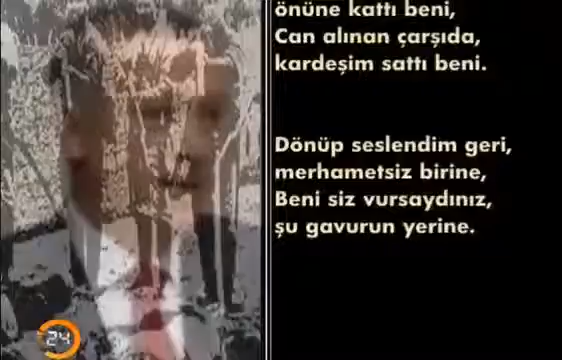 önüne kattı beni,
Can alınan çarşıda,
kardeşim sattı beni.
Dönüp seslendim geri,
merhametsiz birine,
Beni siz vursaydınız,
şu gavurun yerine.
24